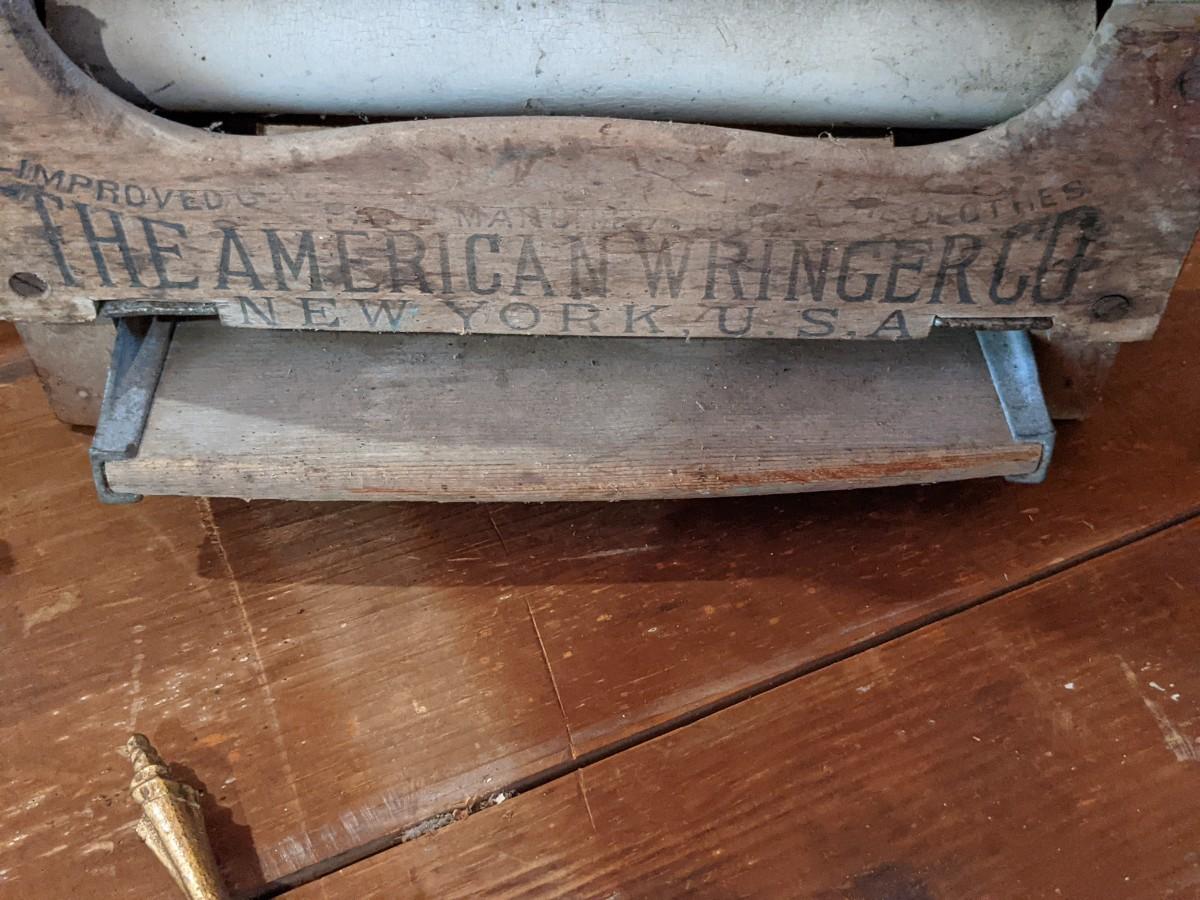 IMPROVED CLOTHES
THE AMERICAN WRINGER CO
NEW YORK, U.S.A